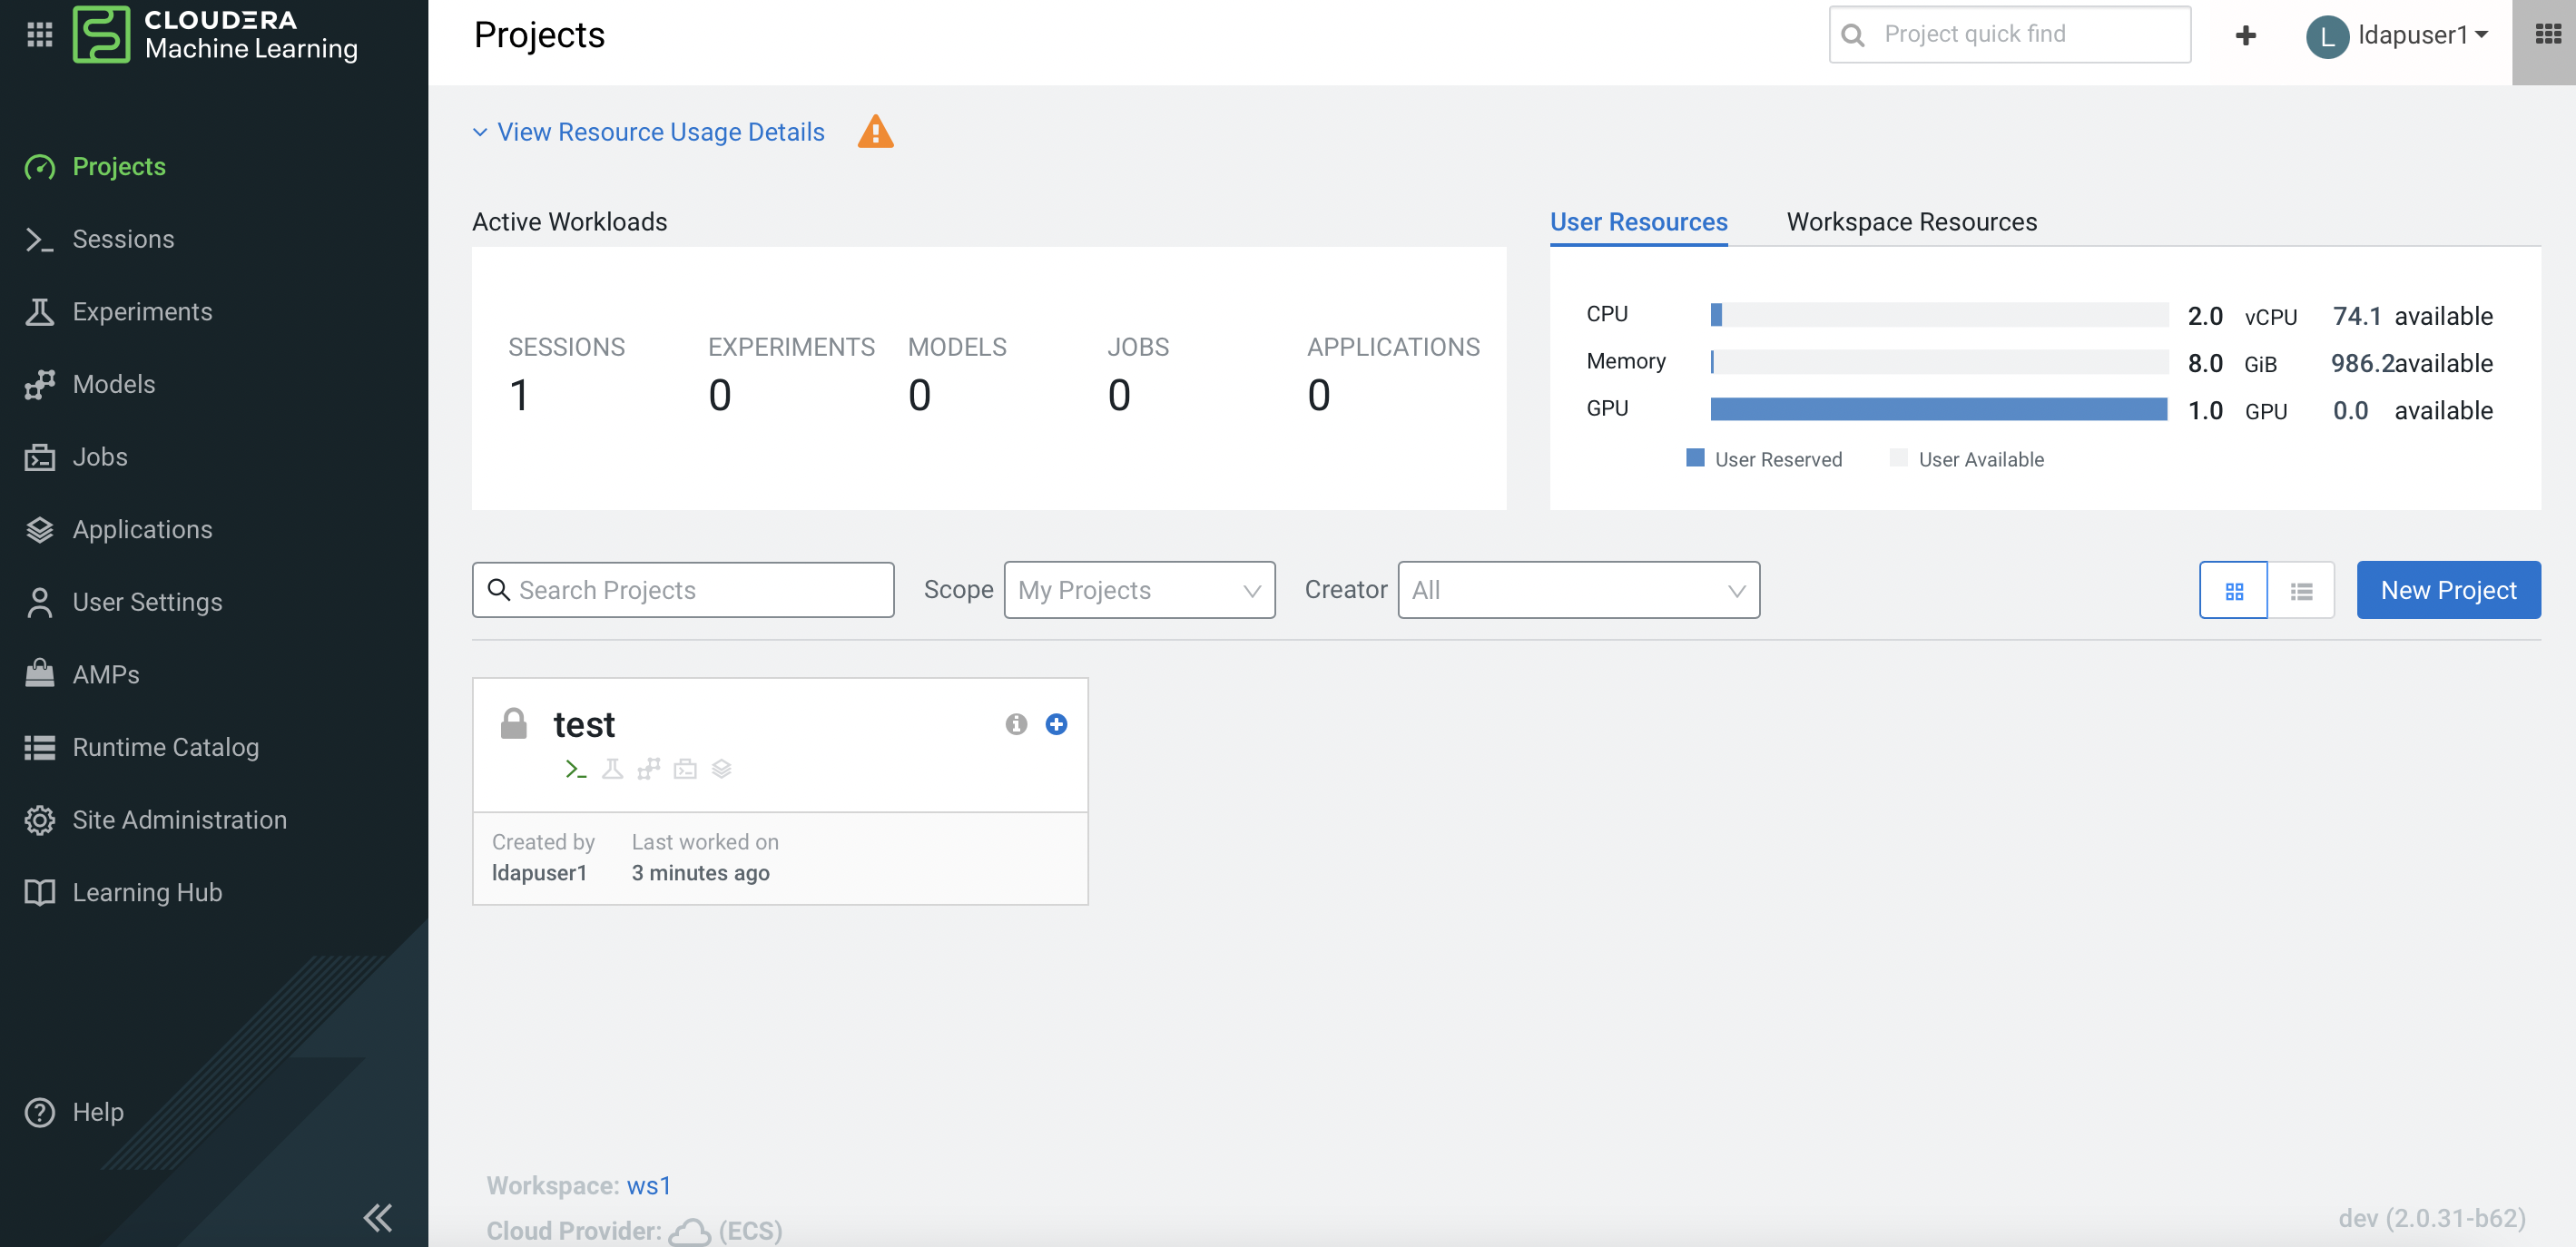 CLOUDERA
Machine Learning
Projects
Sessions
Experiments
Models
Jobs
Applications
User Settings
AMPs
Runtime Catalog
Site Administration
Learning Hub
Help
Projects
Project quick find
L ldapuser1
View Resource Usage Details
Active Workloads
SESSIONS EXPERIMENTS MODELS JOBS APPLICATIONS
1 0 0 0 0
User Resources Workspace Resources
CPU 2.0 vCPU 74.1 available
Memory 8.0 GiB 986.2available
GPU 1.0 GPU 0.0 available
User Reserved User Available
Search Projects Scope My Projects Creator All New Project
test
Created by Last worked on
ldapuser1 3 minutes ago
Workspace: ws1
Cloud Provider: (ECS)
dev (2.0.31-b62)